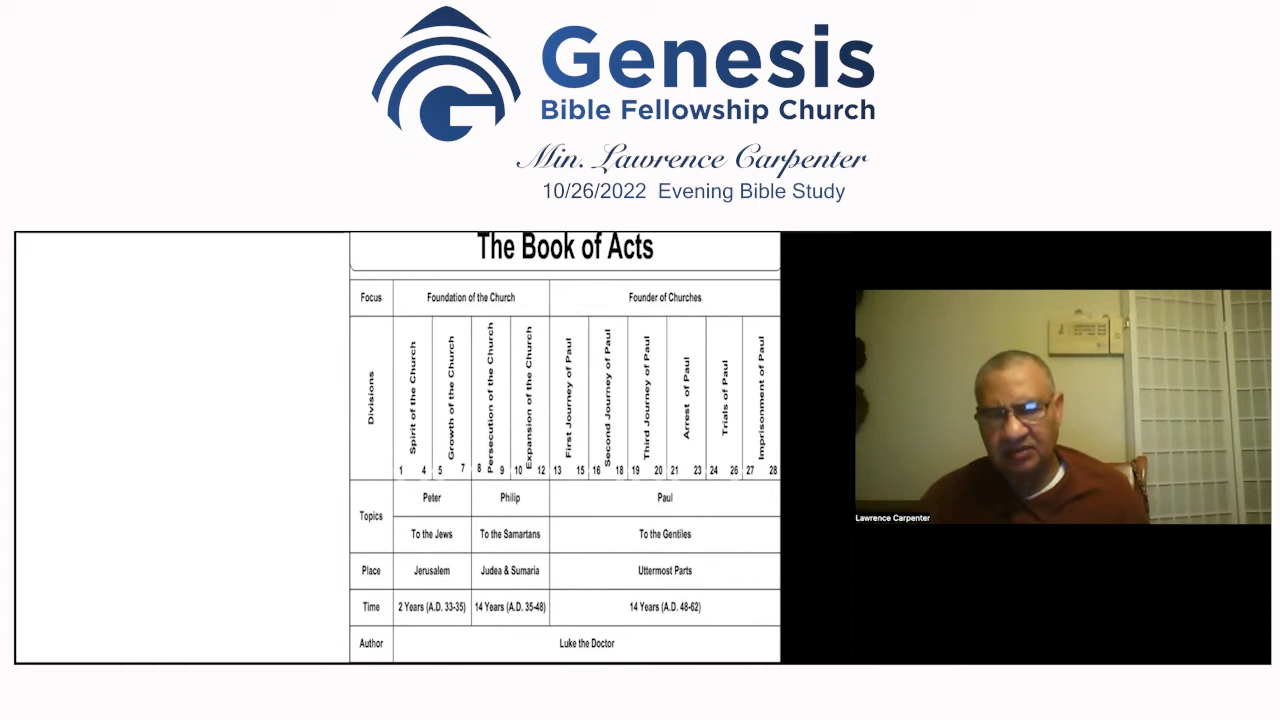 Genesis
Bible Fellowship Church
Min. Lawrence Carpenter
10/26/2022 Evening Bible Study
The Book of Acts
Focus
Foundation of the Church
Founder of Churches
Divisions
Spirit of the Church
Growth of the Church
Persecution of the Church
Expansion of the Church
First Journey of Paul
Second Journey of Paul
Third Journey of Paul
Arrest of Paul
Trials of Paul
Imprisonment of Paul
1 4 5 7 8 9 10 12 13 15 16 18 19 20 21 23 24 26 27 28
Topics
Peter
Philip
Paul
To the Jews
To the Samartans
To the Gentiles
Place
Jerusalem
Judea & Sumaria
Uttermost Parts
Time
2 Years (A.D. 33-35)
14 Years (A.D. 35-48)
14 Years (A.D. 48-62)
Author
Luke the Doctor
Lawrence Carpenter